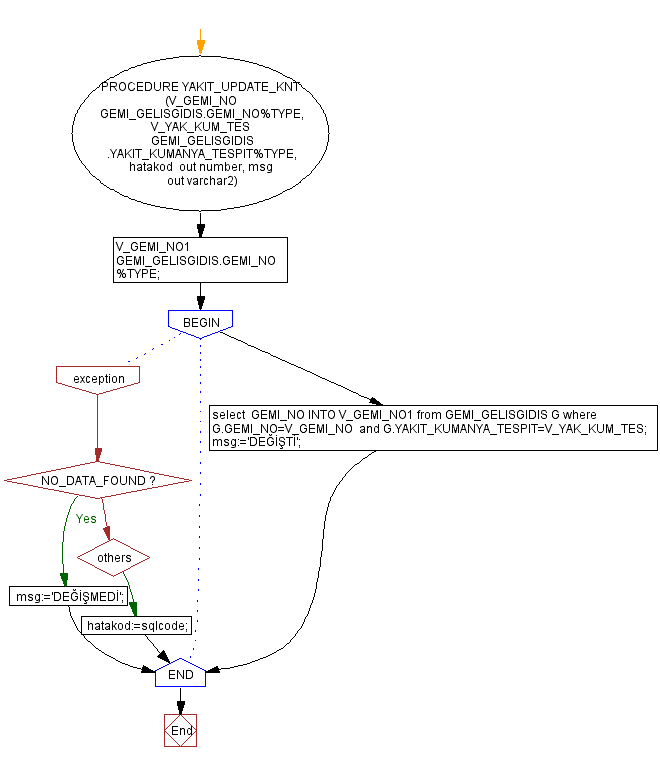 PROCEDURE YAKIT_UPDATE_KNT
(V_GEMI_NO
GEMI_GELISGIDIS.GEMI_NO%TYPE,
V_YAK_KUM_TES
GEMI_GELISGIDIS
.YAKIT_KUMANYA_TESPIT%TYPE,
hatakod out number, msg
out varchar2)
V_GEMI_NO1
GEMI_GELISGIDIS.GEMI_NO
%TYPE;
BEGIN
exception
select GEMI_NO INTO V_GEMI_NO1 from GEMI_GELISGIDIS G where
G.GEMI_NO=V_GEMI_NO and G.YAKIT_KUMANYA_TESPIT=V_YAK_KUM_TES;
msg:='DEĞİŞTİ';
NO_DATA_FOUND ?
Yes
others
msg:='DEĞİŞMEDİ';
hatakod:=sqlcode;
END
End